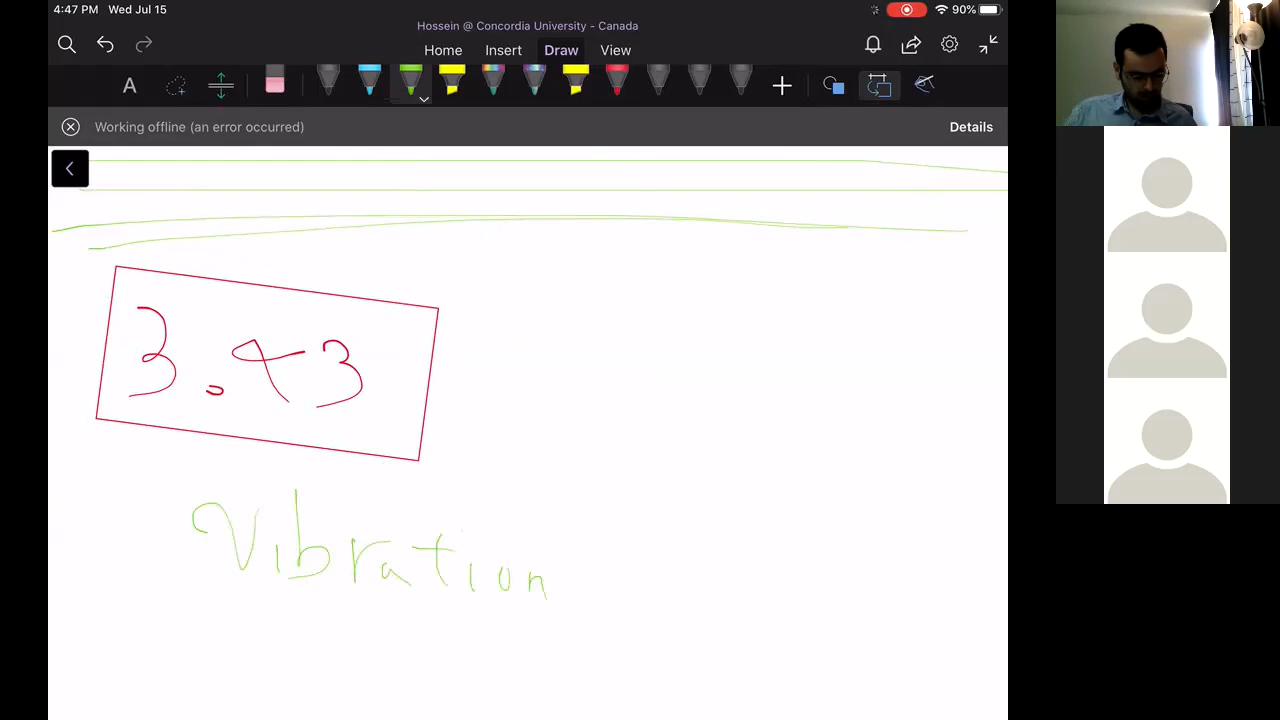 4:47 PM Wed Jul 15
90%
Hossein @ Concordia University - Canada
Home Insert Draw View
A
Working offline (an error occurred) Details
3. 3
Vibration